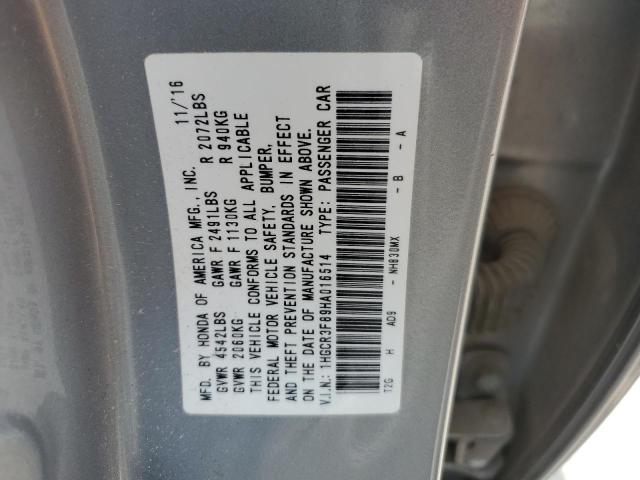 MFD. BY HONDA OF AMERICA MFG., INC. 11/'16
GVWR 4542LBS GAWR F 2491LBS R 2072LBS
GVWR 2060KG GAWR F 1130KG R 940KG
THIS VEHICLE CONFORMS TO ALL APPLICABLE
FEDERAL MOTOR VEHICLE SAFETY, BUMPER,
AND THEFT PREVENTION STANDARDS IN EFFECT
ON THE DATE OF MANUFACTURE SHOWN ABOVE.
V.I.N.: 1HGCR3F89HA016514 TYPE: PASSENGER CAR
T2G H AD9 - NH830MX - B - A